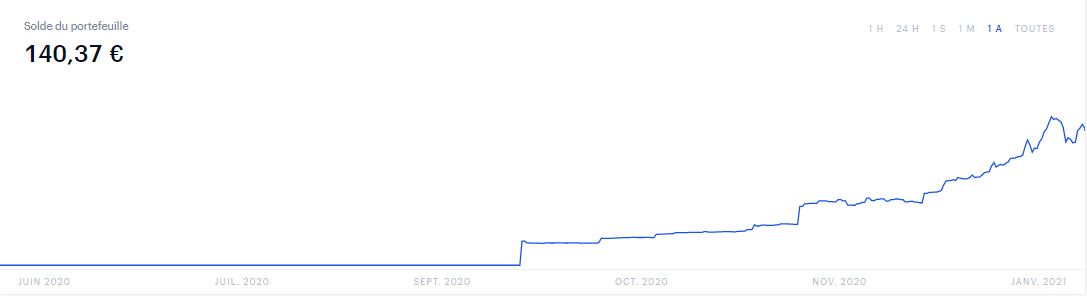 Solde du portefeuille
140,37 €
1 H 24 H 1 S 1 M 1 A TOUTES
JUIN 2020 JUIL. 2020 SEPT. 2020 OCT. 2020 NOV. 2020 JANV. 2021